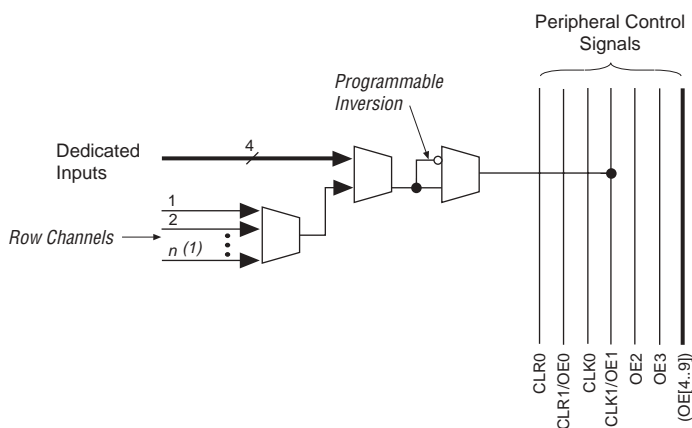 Peripheral Control
Signals
Programmable
Inversion
4
Dedicated
Inputs
1
2
Row Channels
n (1)
CLR0
CLR1/OE0
CLK0
CLK1/OE1
OE2
OE3
(OE[4..9])